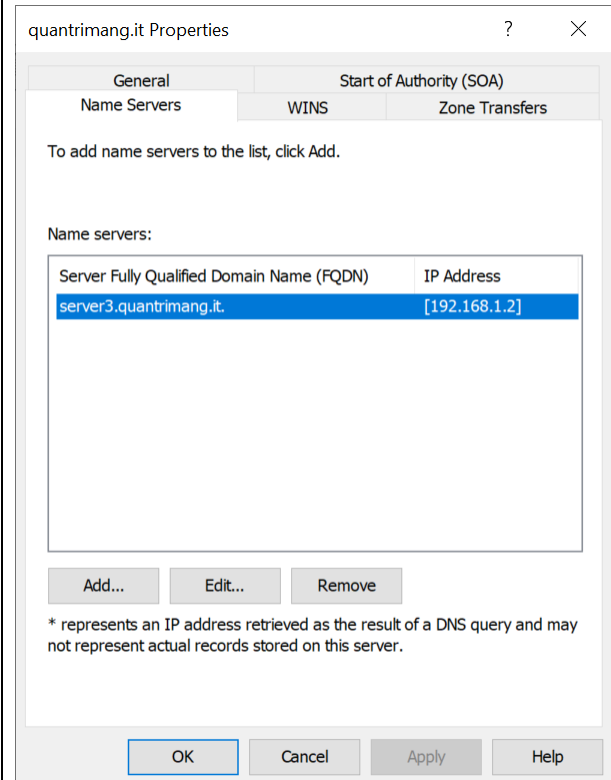 quantrimang.it Properties ? ×
General Start of Authority (SOA)
Name Servers WINS Zone Transfers
To add name servers to the list, click Add.
Name servers:
Server Fully Qualified Domain Name (FQDN) IP Address
server3.quantrimang.it. [192.168.1.2]
Add... Edit... Remove
* represents an IP address retrieved as the result of a DNS query and may
not represent actual records stored on this server.
OK Cancel Apply Help